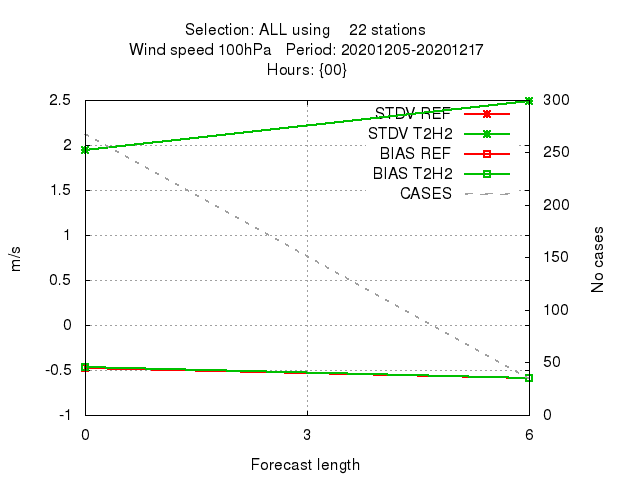 Selection: ALL using 22 stations
Wind speed 100hPa Period: 20201205-20201217
Hours: {00}
2.5
2
1.5
1
0.5
0
-0.5
-1
300
250
200
150
100
50
0
STDV REF
STDV T2H2
BIAS REF
BIAS T2H2
CASES
m/s
No cases
0 3 6
Forecast length